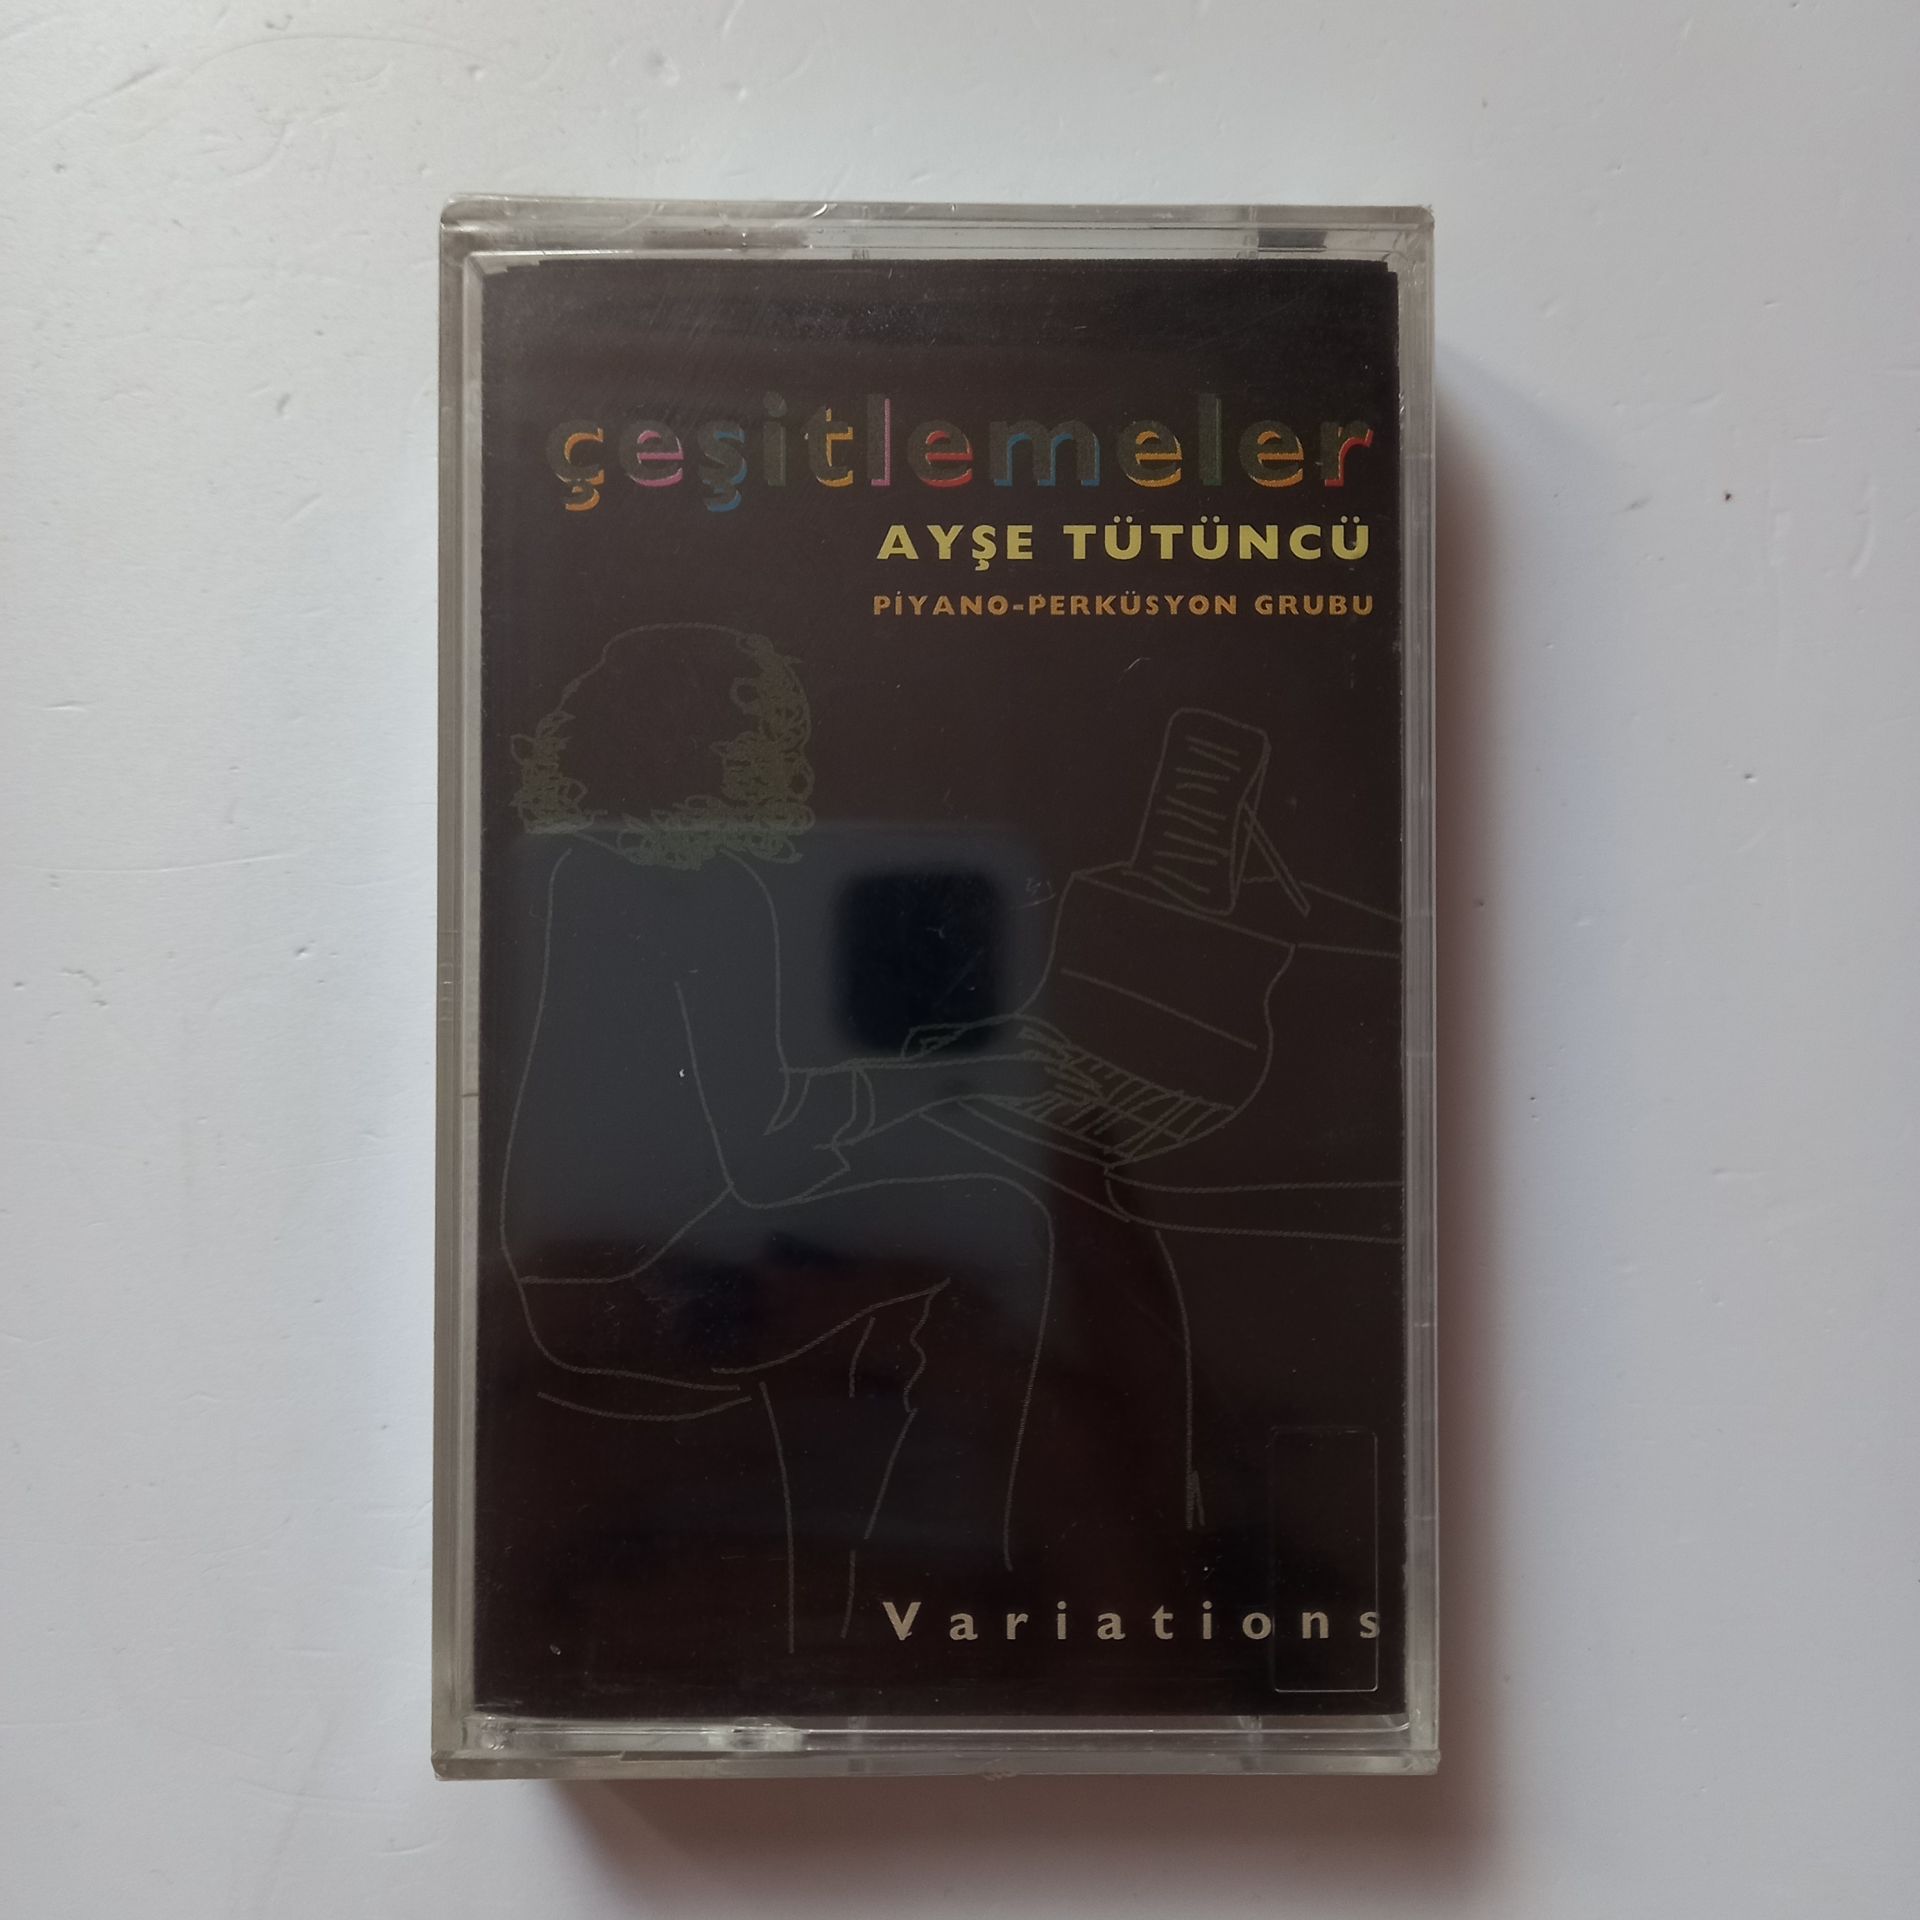 çeşitlemeler
AYŞE TÜTÜNCÜ
PİYANO-PERKÜSYON GRUBU
Variations